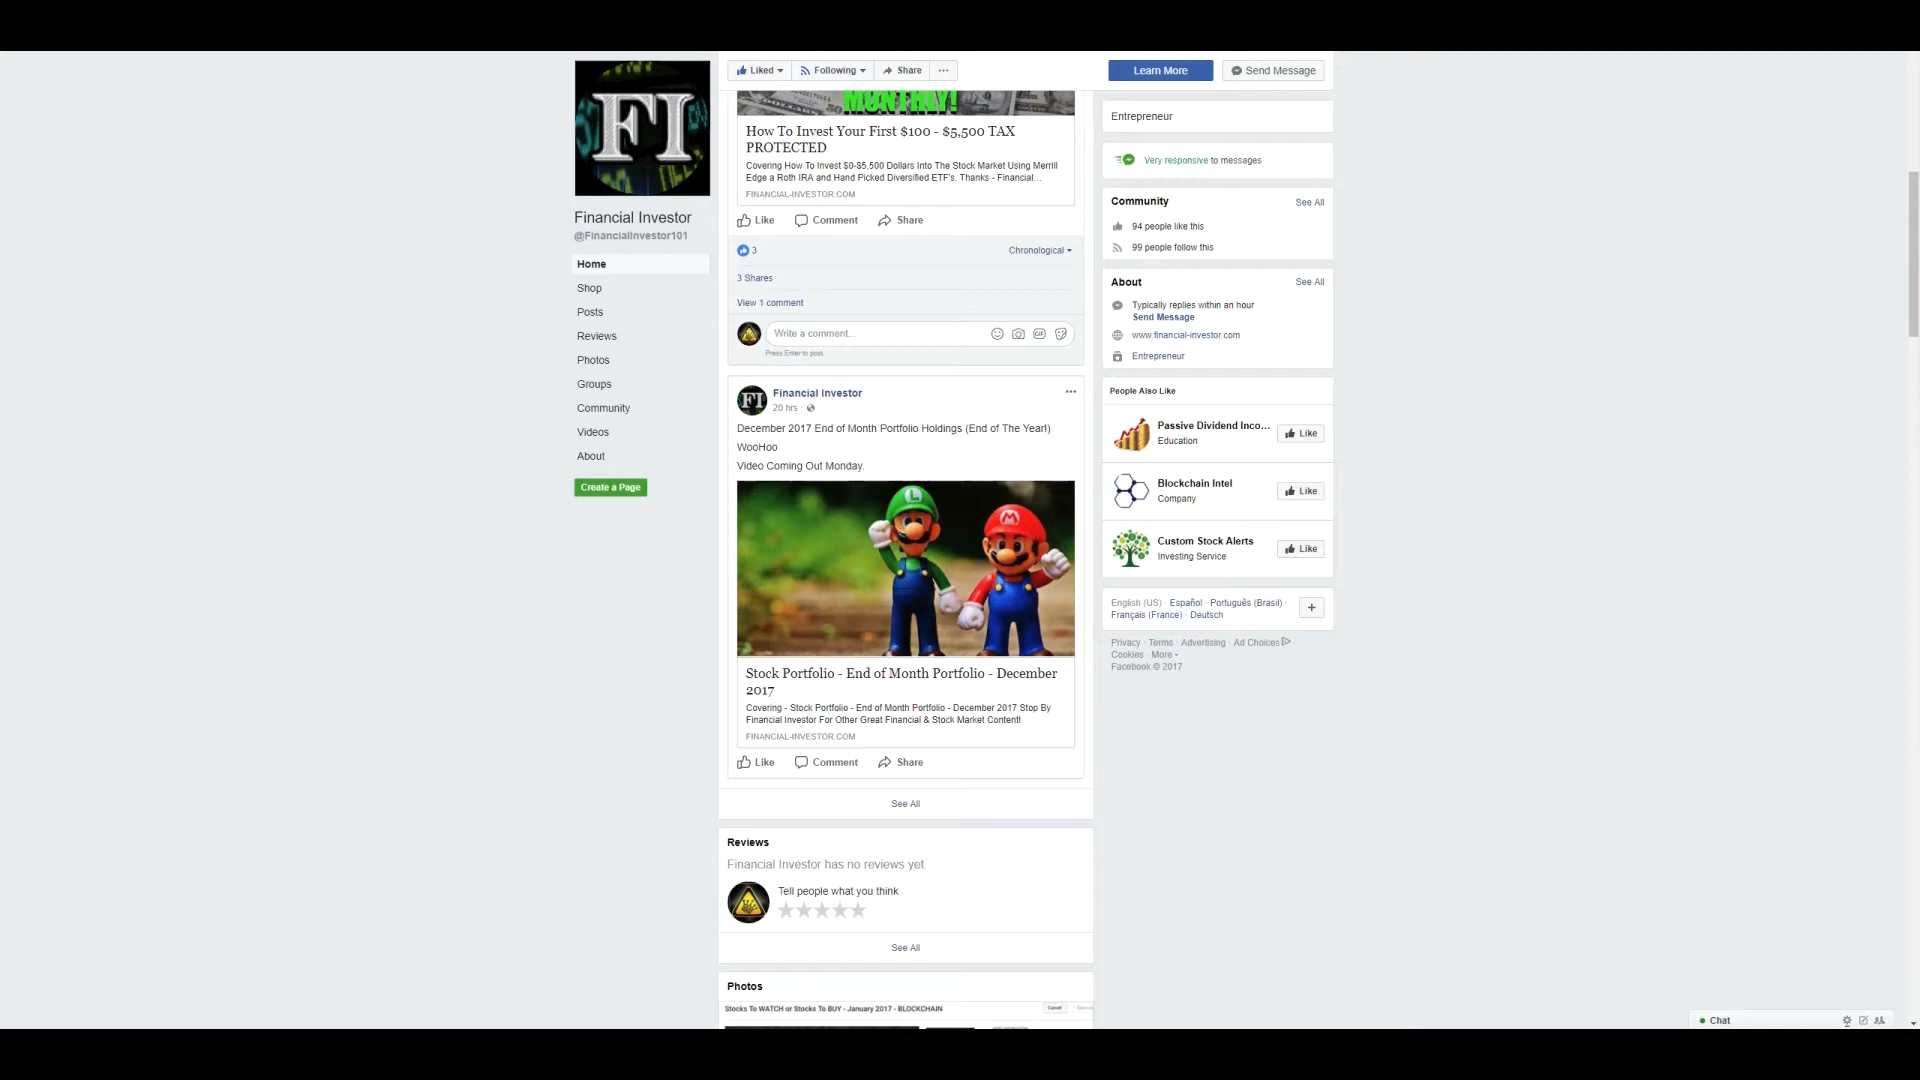 FI
Financial Investor
@FinancialInvestor101
Home
Shop
Posts
Reviews
Photos
Groups
Community
Videos
About
Create a Page
Liked
Following
Share
MONTHLY!
How To Invest Your First $100 - $5,500 TAX
PROTECTED
Covering How To Invest $0-$5,500 Dollars Into The Stock Market Using Merrill
Edge a Roth IRA and Hand Picked Diversified ETF's. Thanks - Financial...
FINANCIAL-INVESTOR.COM
Like Comment Share
3
Chronological
3 Shares
View 1 comment
Write a comment...
GIF
Press Enter to post.
FI
Financial Investor
20 hrs ·
December 2017 End of Month Portfolio Holdings (End of The Year!)
WooHoo
Video Coming Out Monday.
L
M
Stock Portfolio - End of Month Portfolio - December
2017
Covering - Stock Portfolio - End of Month Portfolio - December 2017 Stop By
Financial Investor For Other Great Financial & Stock Market Content!
FINANCIAL-INVESTOR.COM
Like Comment Share
See All
Reviews
Financial Investor has no reviews yet
Tell people what you think
See All
Photos
Stocks To WATCH or Stocks To BUY - January 2017 - BLOCKCHAIN
Cancel
Learn More
Send Message
Entrepreneur
Very responsive to messages
Community
See All
94 people like this
99 people follow this
About
See All
Typically replies within an hour
Send Message
www.financial-investor.com
Entrepreneur
People Also Like
Passive Dividend Inco...
Education
Like
Blockchain Intel
Company
Like
Custom Stock Alerts
Investing Service
Like
English (US) · Español · Português (Brasil) ·
Français (France) · Deutsch
Privacy · Terms · Advertising · Ad Choices ·
Cookies · More
Facebook © 2017
Chat